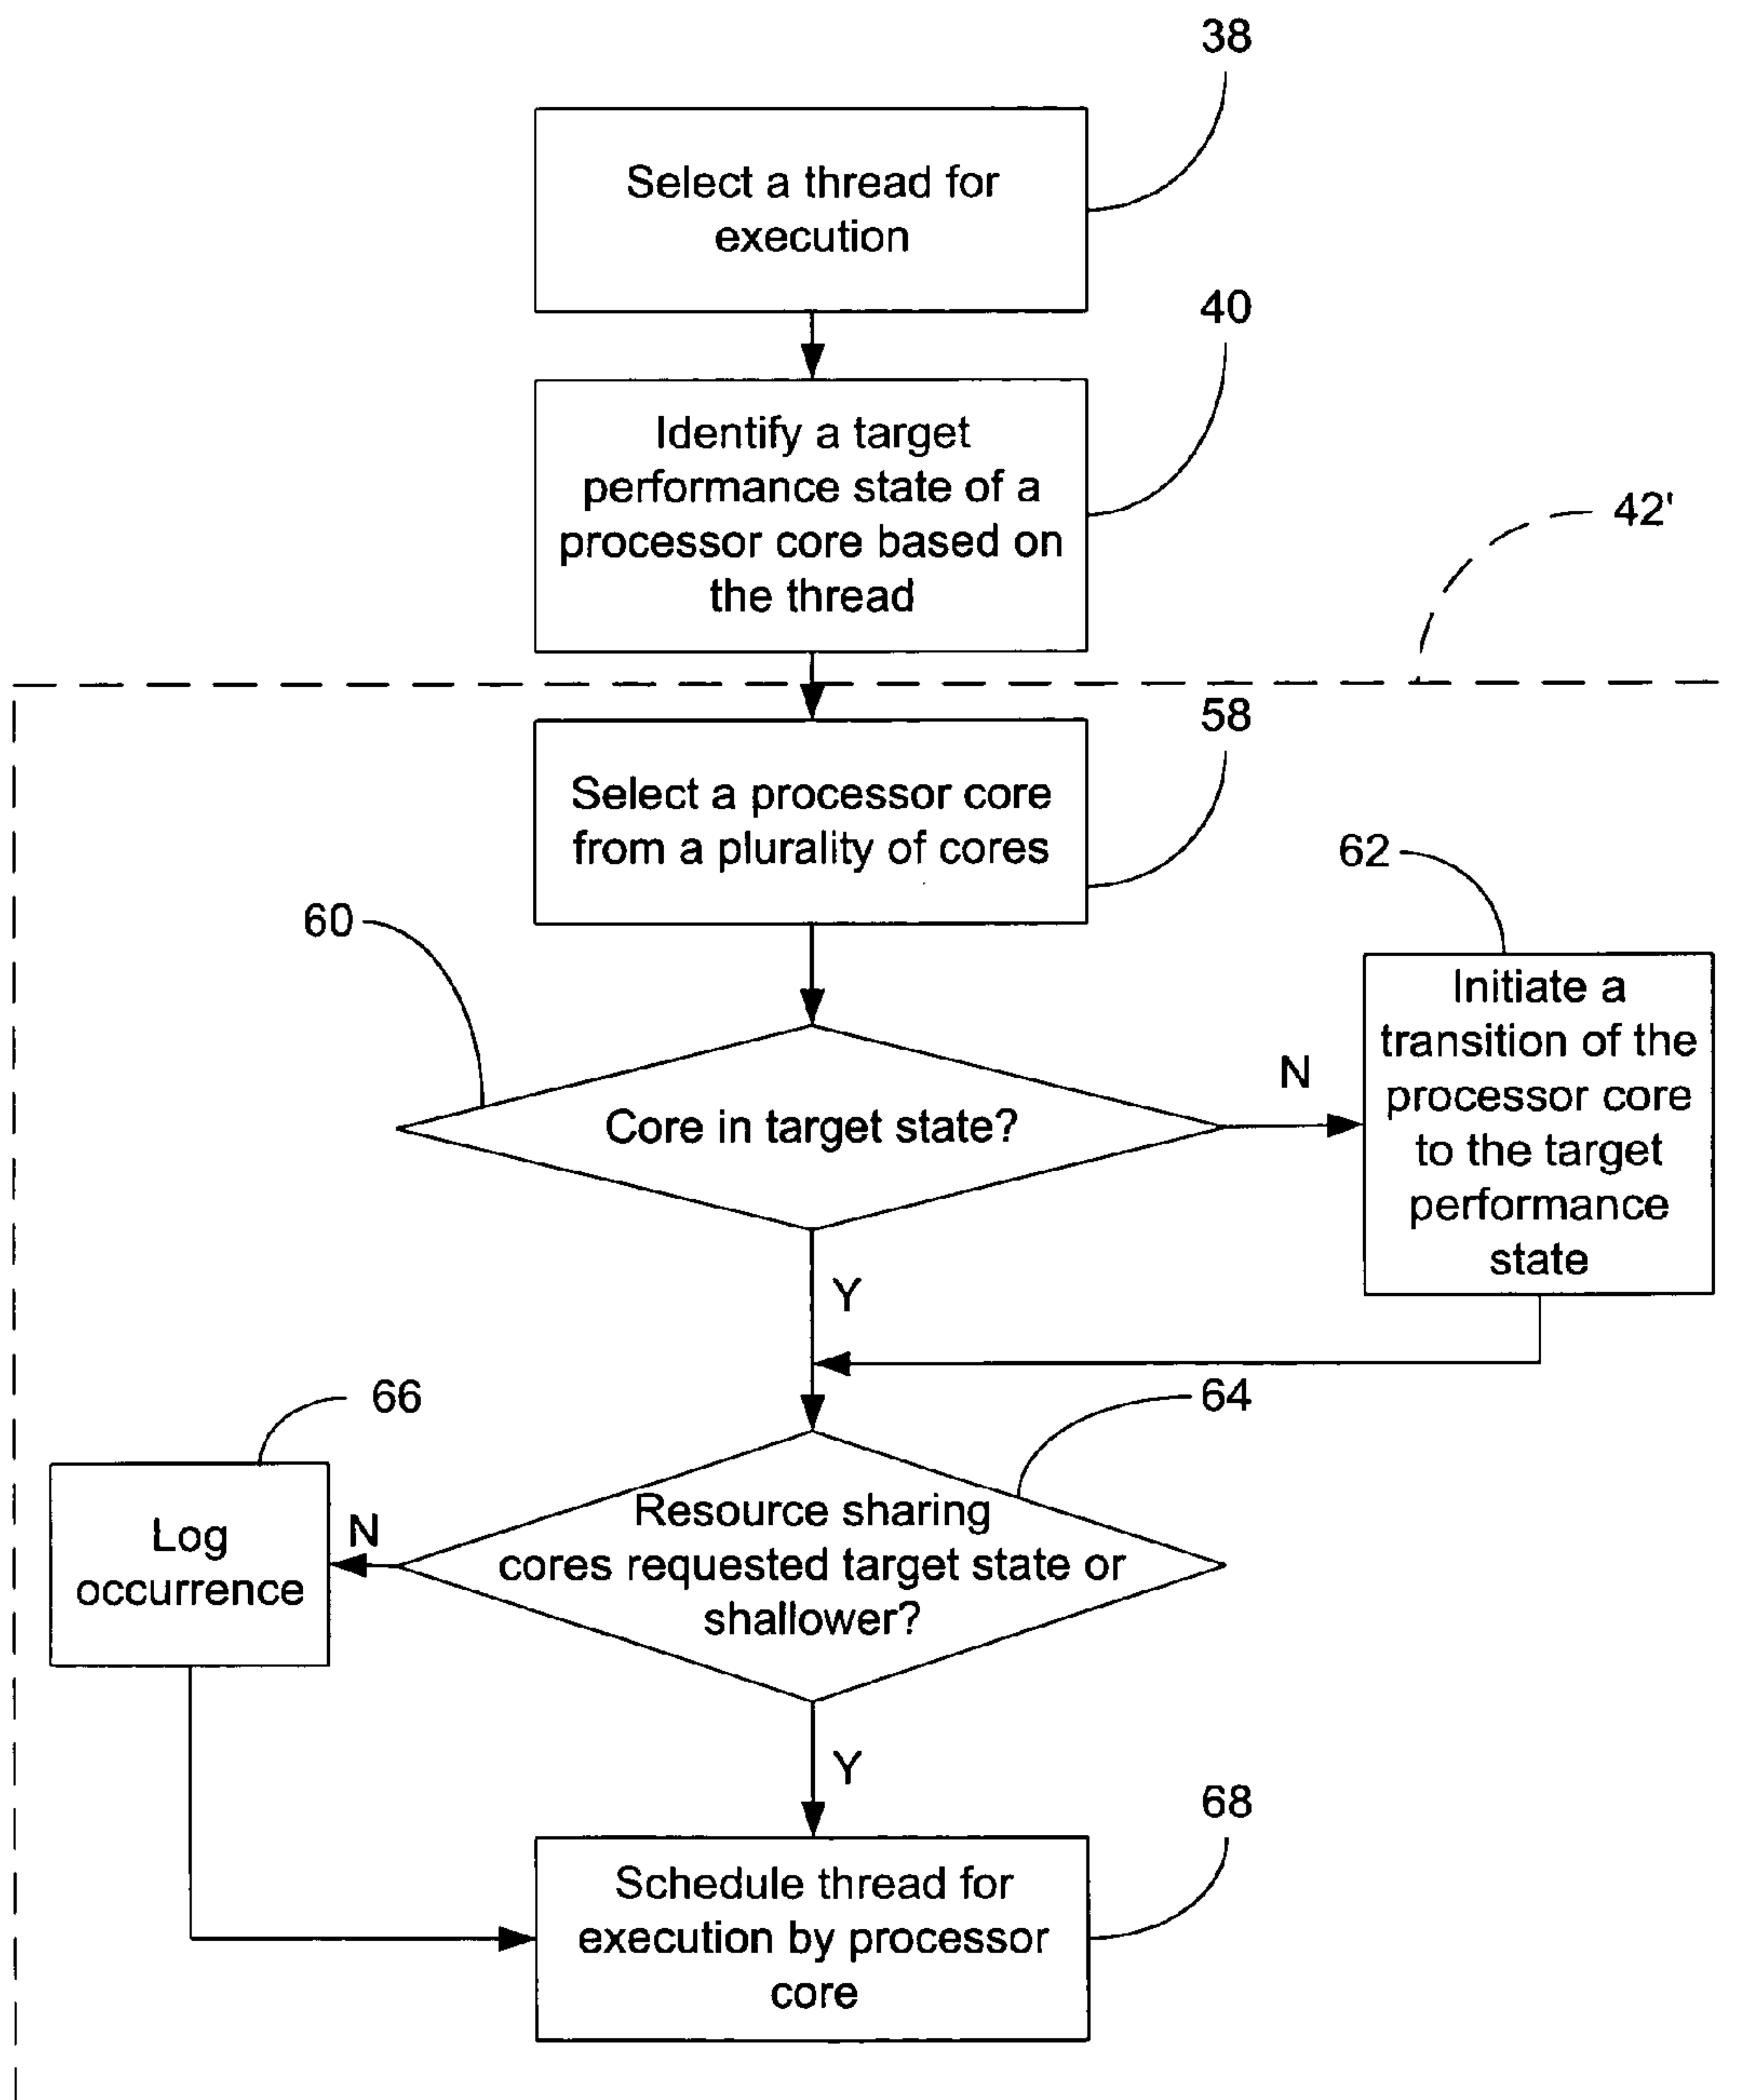 38
Select a thread for
execution
40
Identify a target
performance state of a
processor core based on
the thread
42'
58
Select a processor core
from a plurality of cores
62
60
Initiate a
transition of the
processor core
to the target
performance
state
N
Core in target state?
Y
66
64
Log
occurrence
N
Resource sharing
cores requested target state or
shallower?
Y
68
Schedule thread for
execution by processor
core